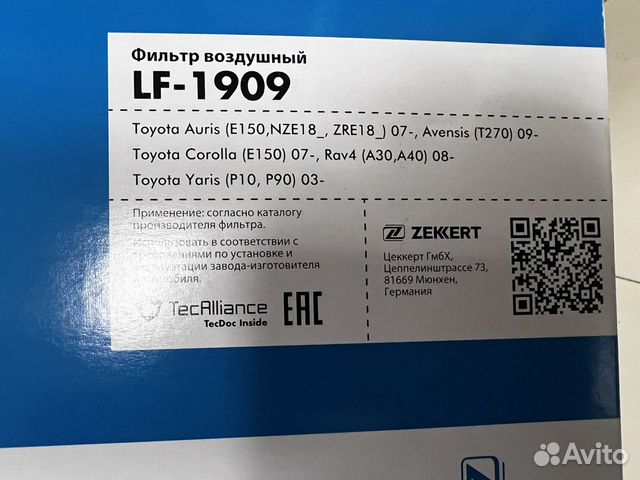 Фильтр воздушный
LF-1909
Toyota Auris (E150,NZE18_, ZRE18_) 07-, Avensis (T270) 09-
Toyota Corolla (E150) 07-, Rav4 (A30,A40) 08-
Toyota Yaris (P10, P90) 03-
Применение: согласно каталогу
производителя фильтра.
Использовать в соответствии с
требованиями по установке и
эксплуатации завода-изготовителя
TecAlliance
TecDoc Inside
EAC
ZEKKERT
Цеккерт ГмбХ,
Цеппелинштрассе 73,
81669 Мюнхен,
Германия
Avito